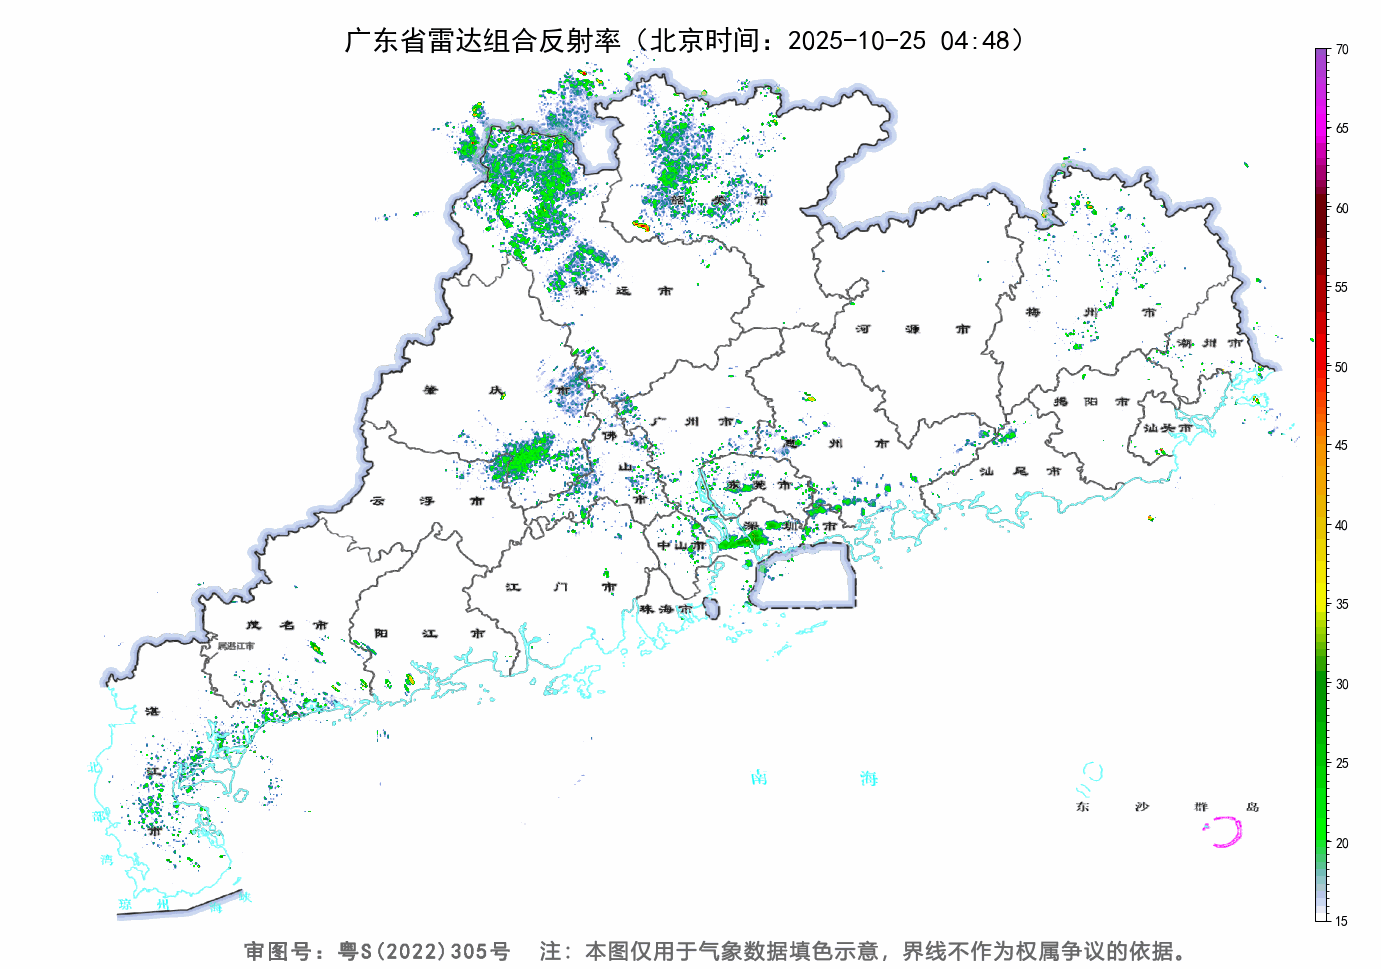 广东省雷达组合反射率（北京时间：2025-10-25 04:48）
70
65
60
55
50
45
40
35
30
25
20
15
韶关市
清远市
河源市
梅州市
潮州市
肇庆市
广州市
惠州市
揭阳市
汕头市
佛山市
云浮市
东莞市
汕尾市
深圳市
中山市
江门市
珠海市
茂名市
阳江市
属湛江市
湛江市
北部湾
南海
东沙群岛
琼州海峡
审图号：粤S(2022)305号 注：本图仅用于气象数据填色示意，界线不作为权属争议的依据。